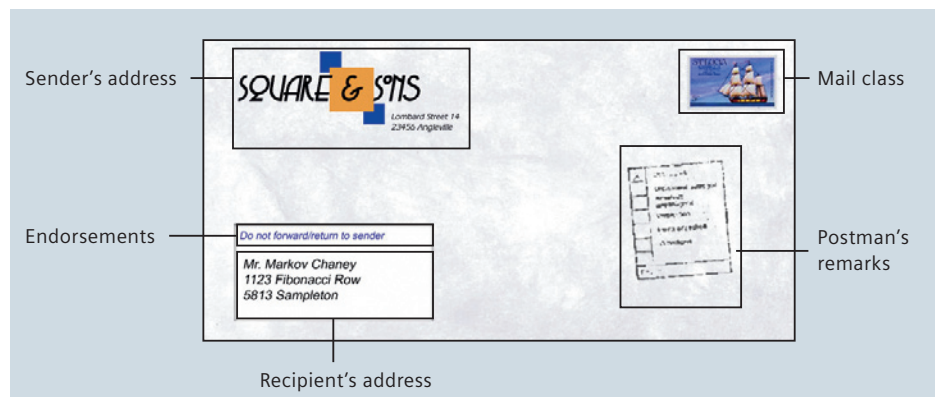 Sender's address
SQUARE & SONS
Lombard Street 14
23456 Angleville
Mail class
Endorsements
Do not forward/return to sender
Mr. Markov Chaney
1123 Fibonacci Row
5813 Sampleton
Postman's
remarks
Recipient's address